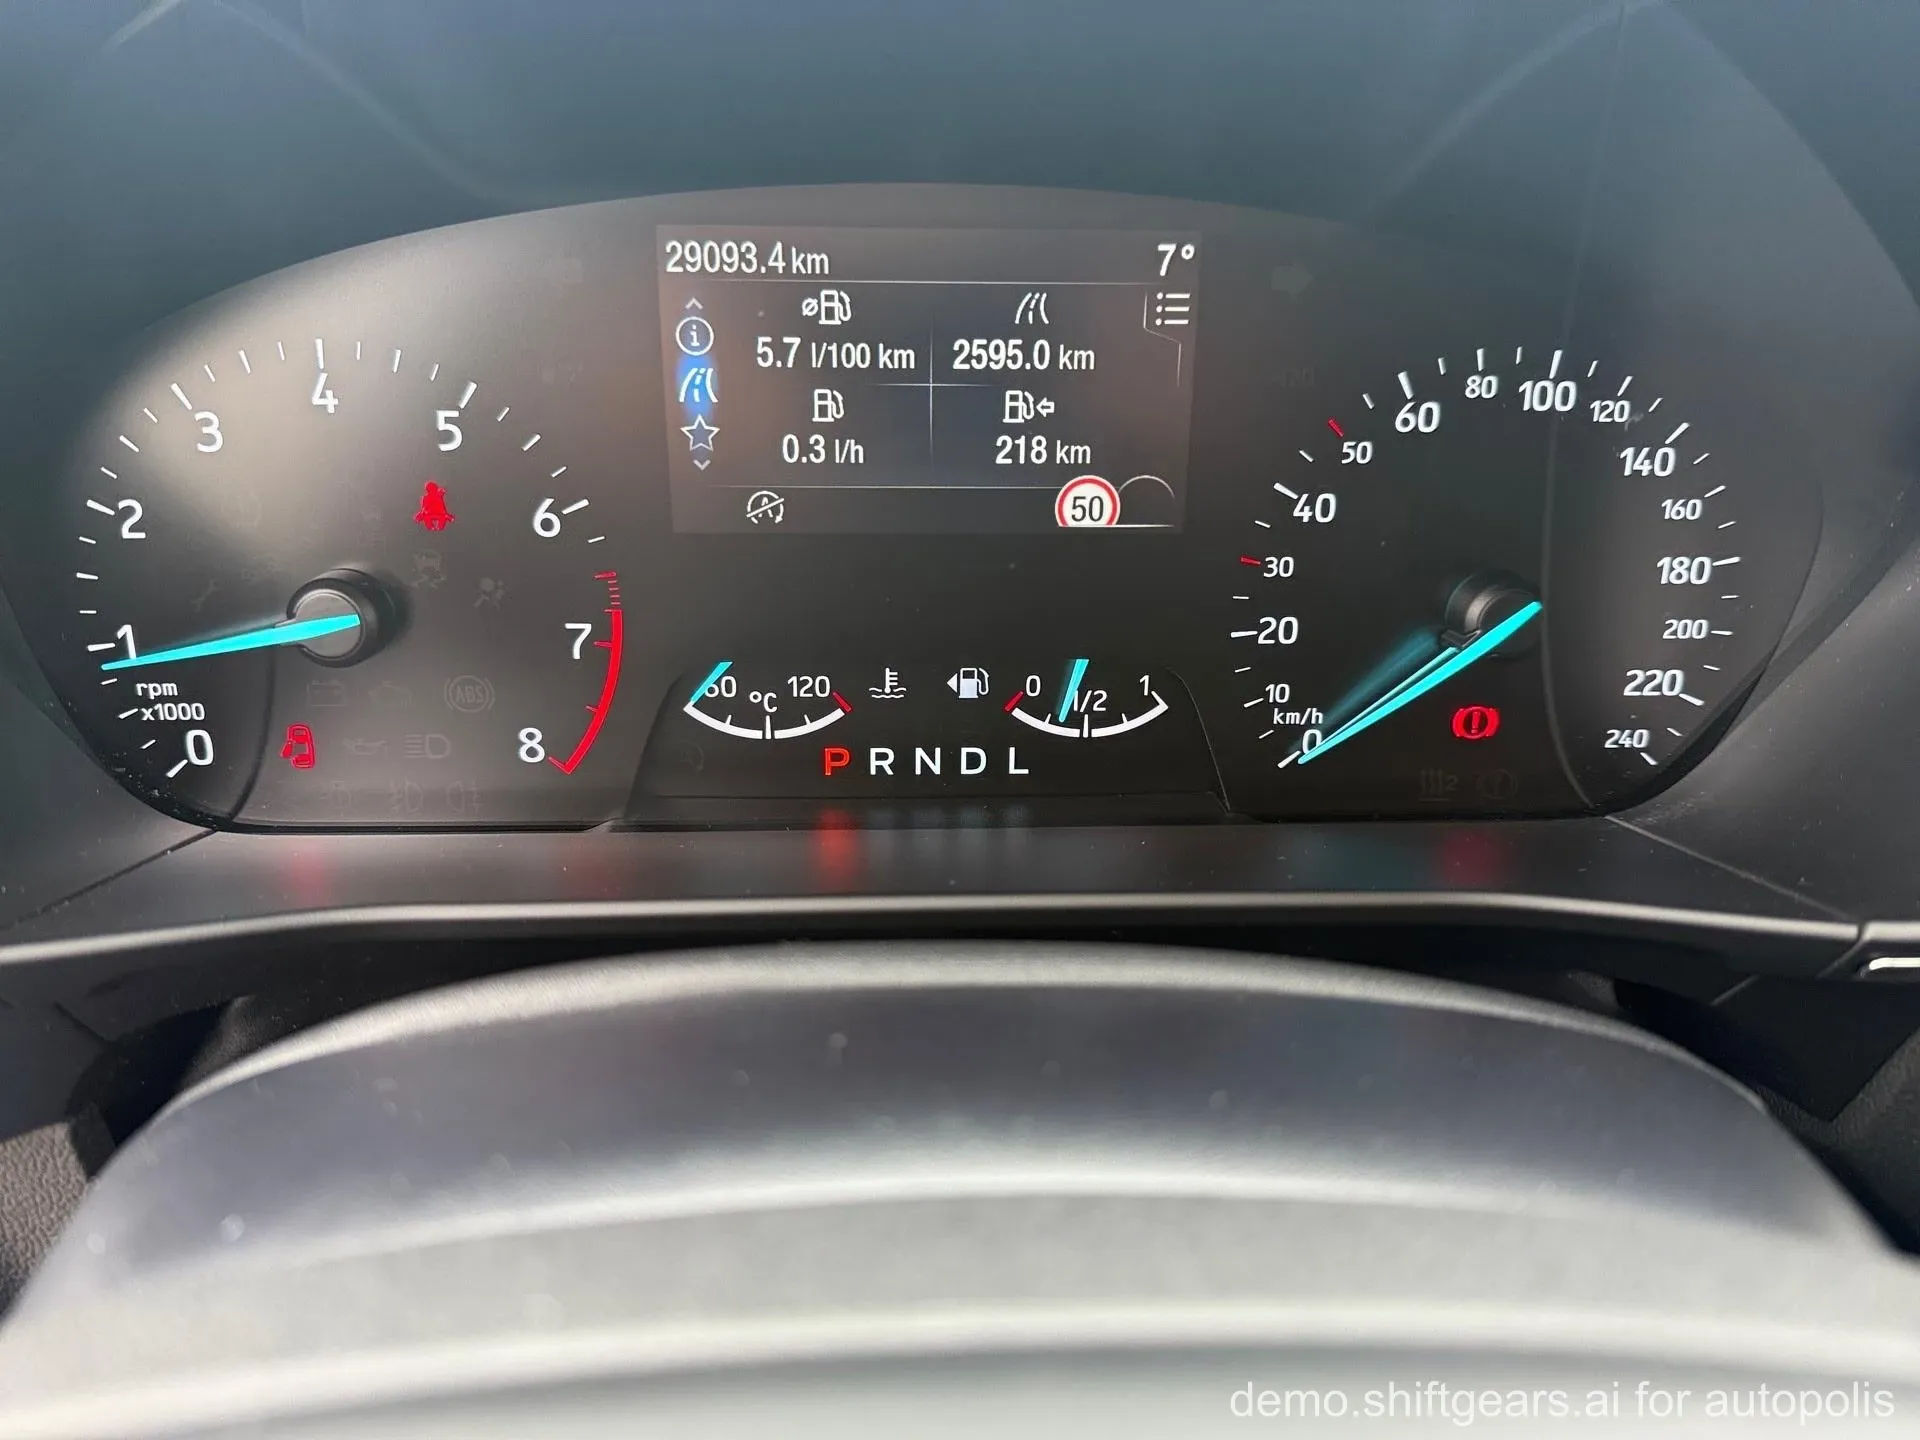 29093.4 km 7°
5.7 l/100 km 2595.0 km
0.3 l/h 218 km
50
0 1 2 3 4 5 6 7 8
rpm
x1000
60 °C 120
0 1/2 1
P R N D L
0 10 20 30 40 50 60 80 100 120 140 160 180 200 220 240
km/h
ABS
demo.shiftgears.ai for autopolis